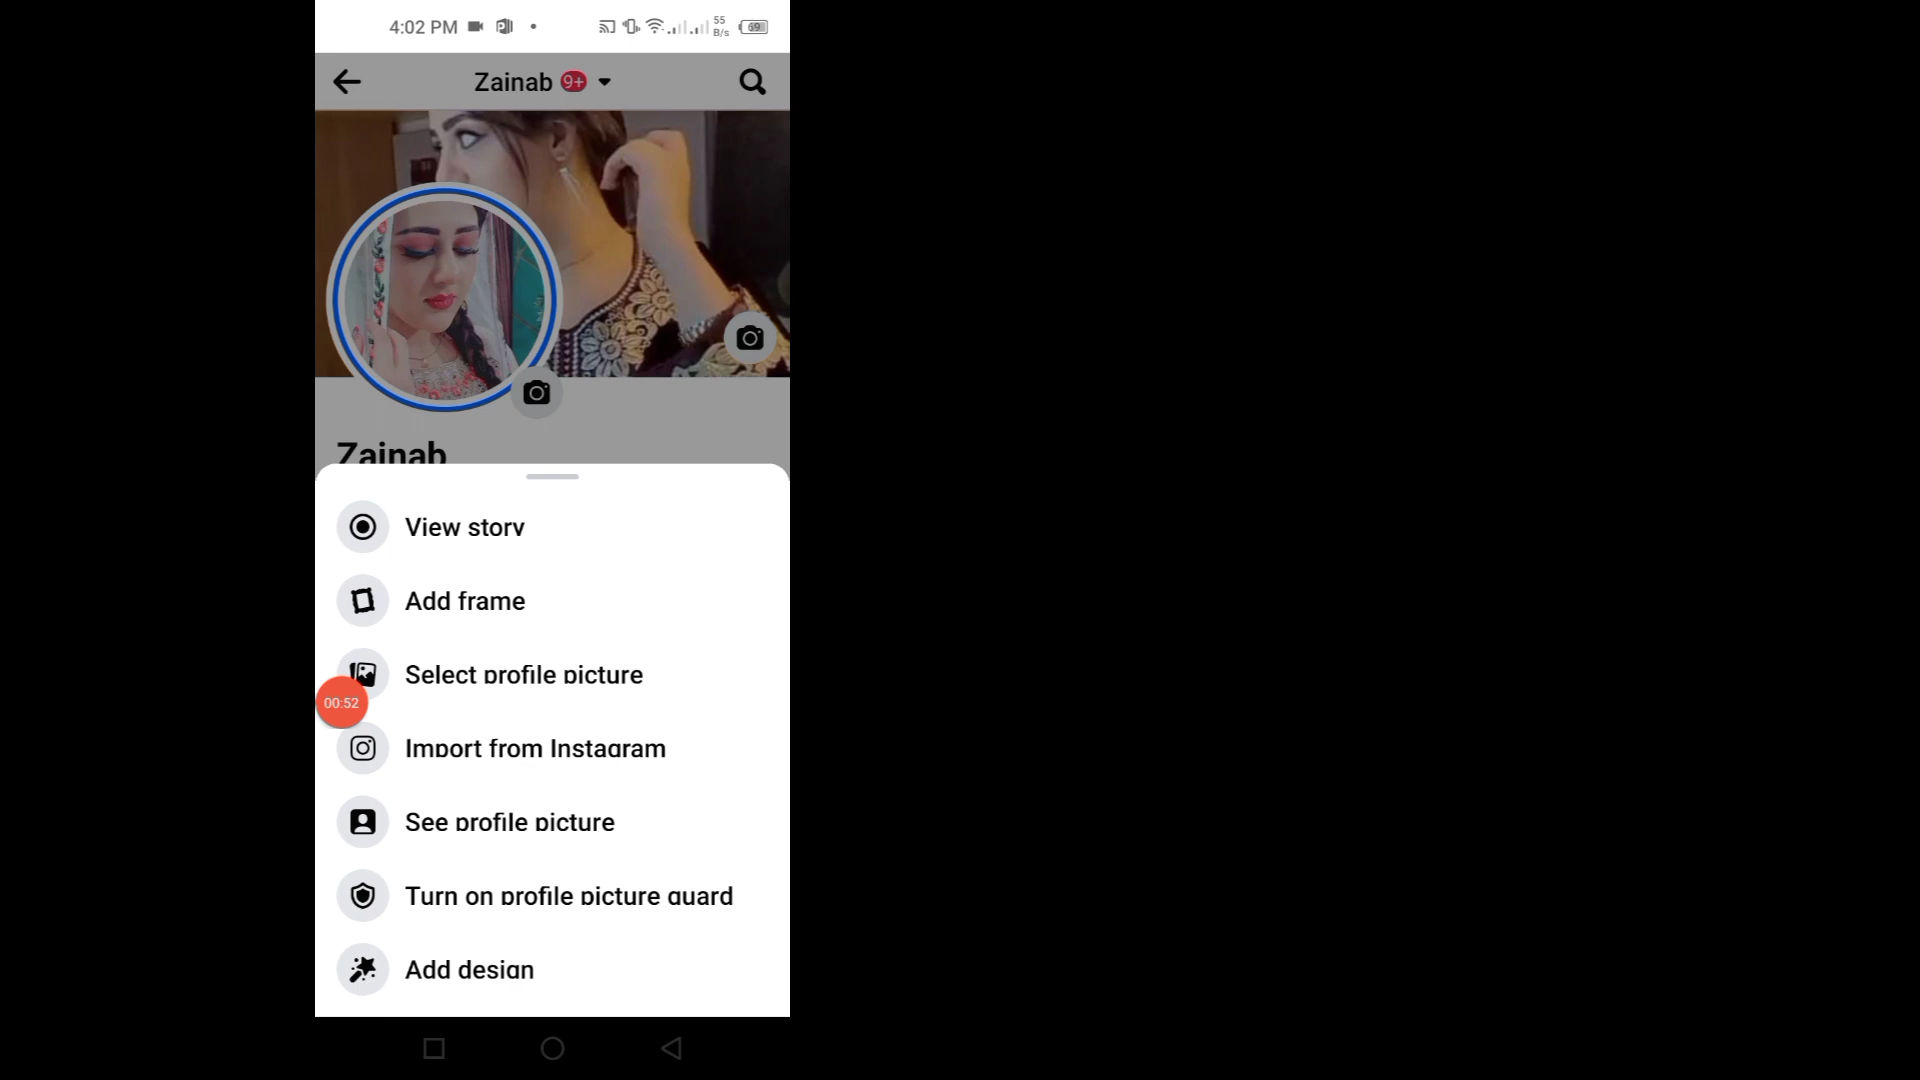 4:02 PM
55
B/s
69
Zainab 9+
Zainab
View story
Add frame
Select profile picture
00:52
Import from Instagram
See profile picture
Turn on profile picture guard
Add design